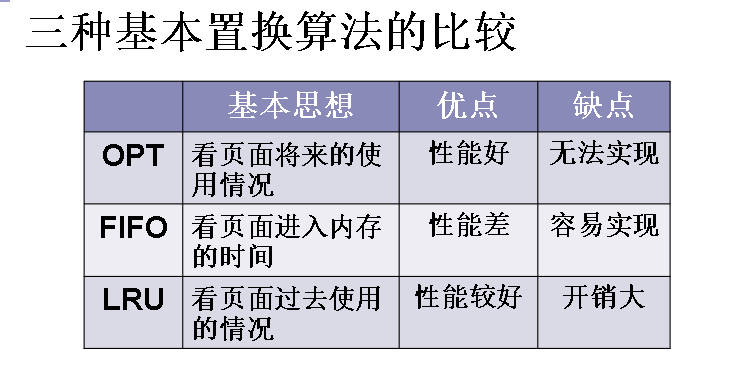 三种基本置换算法的比较
基本思想 优点 缺点
OPT 看页面将来的使 性能好 无法实现
用情况
FIFO 看页面进入内存 性能差 容易实现
的时间
LRU 看页面过去使用 性能较好 开销大
的情况